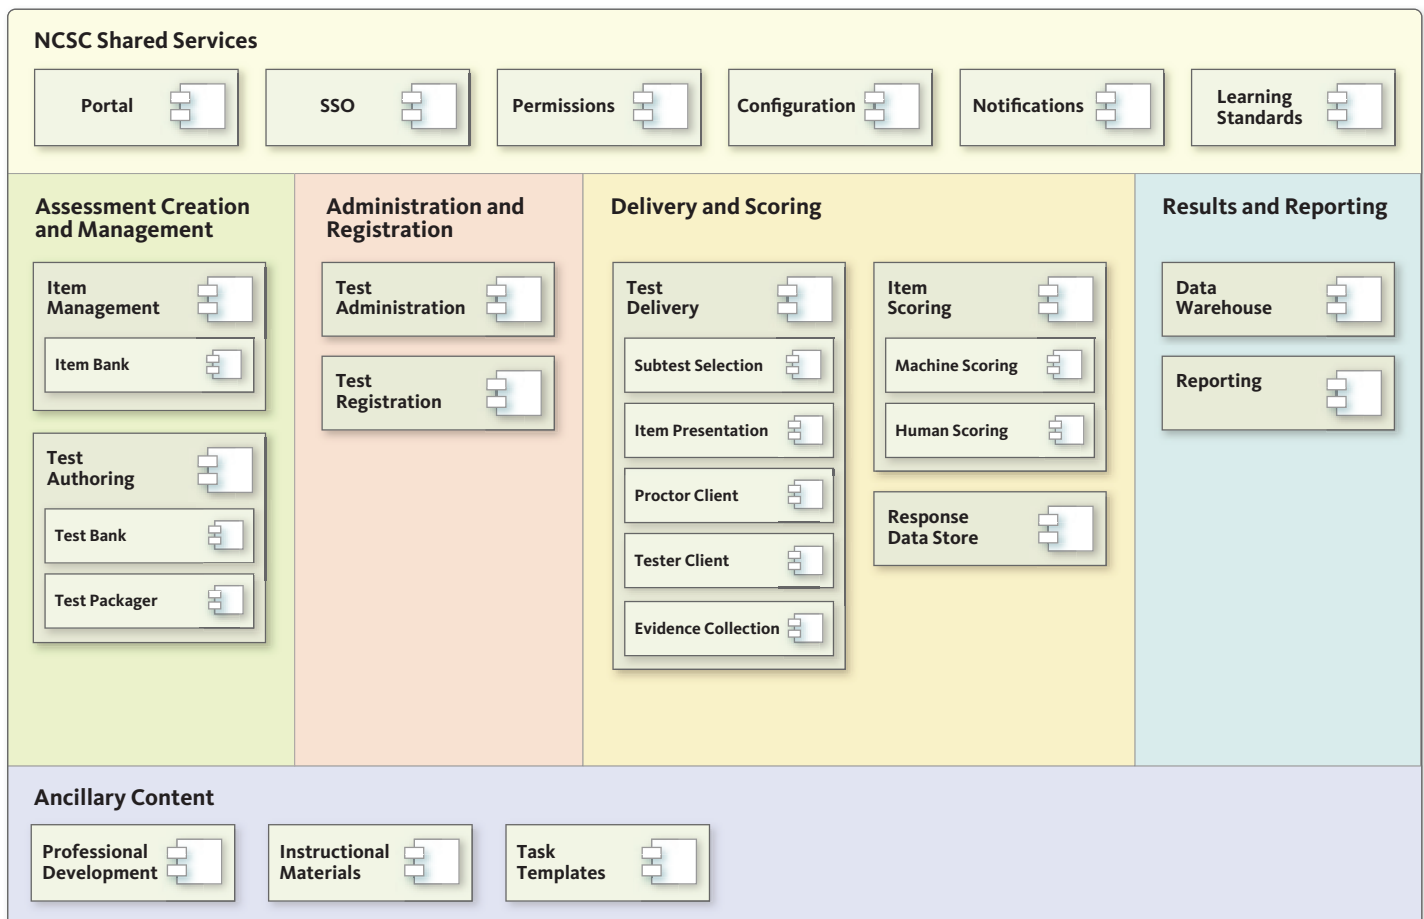 NCSC Shared Services
Portal
SSO
Permissions
Configuration
Notifications
Learning
Standards
Assessment Creation
and Management
Item
Management
Item Bank
Test
Authoring
Test Bank
Test Packager
Administration and
Registration
Test
Administration
Test
Registration
Delivery and Scoring
Test
Delivery
Subtest Selection
Item Presentation
Proctor Client
Tester Client
Evidence Collection
Item
Scoring
Machine Scoring
Human Scoring
Response
Data Store
Results and Reporting
Data
Warehouse
Reporting
Ancillary Content
Professional
Development
Instructional
Materials
Task
Templates